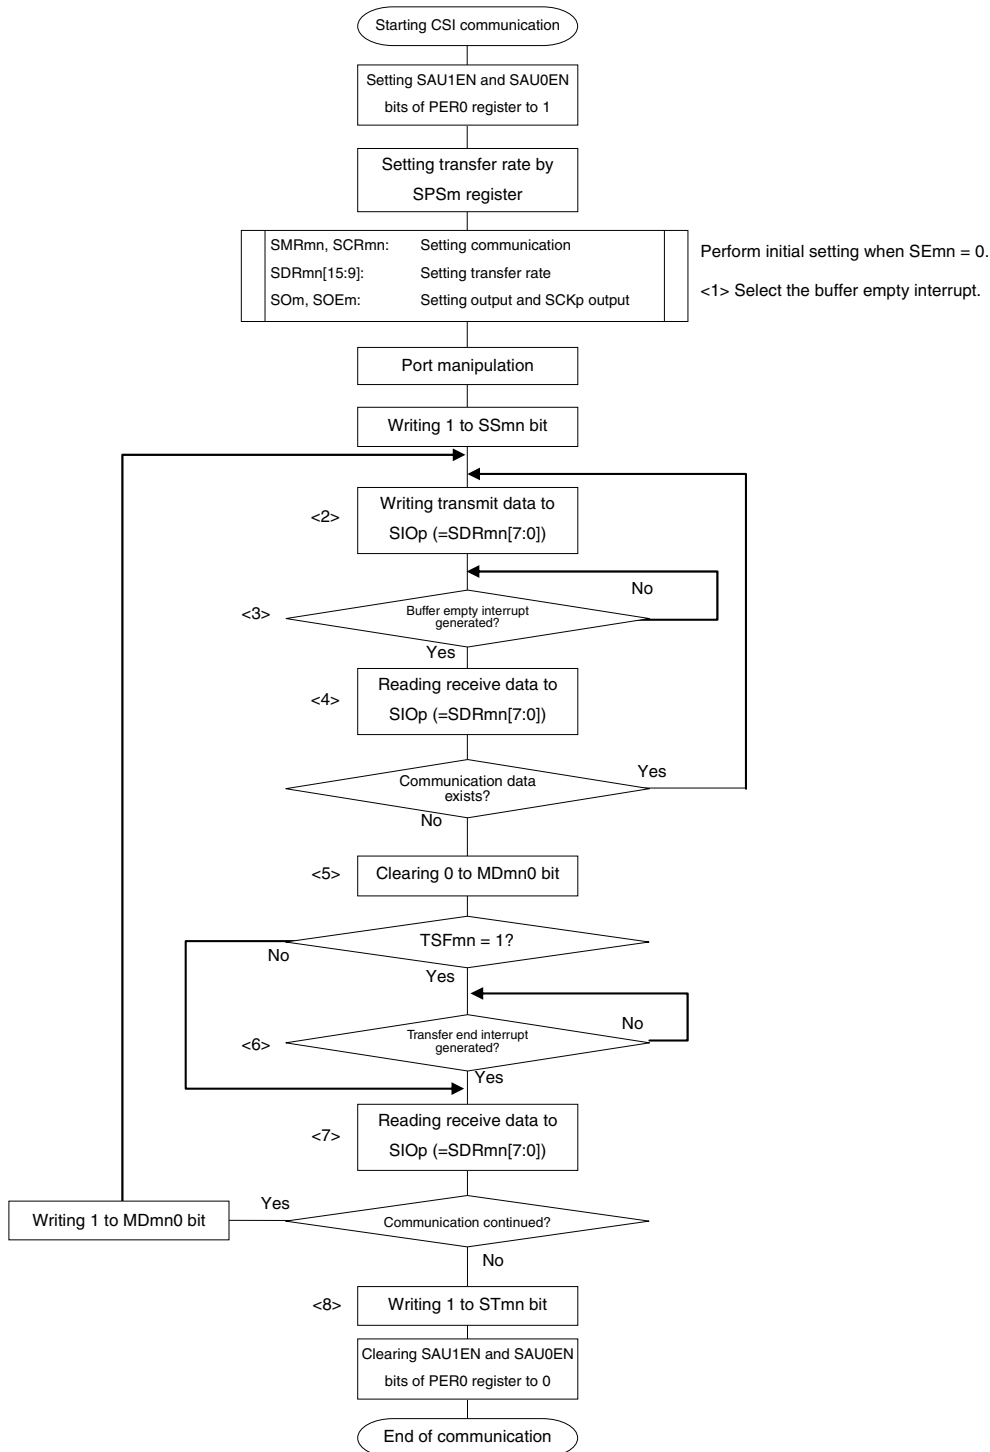 Starting CSI communication
Setting SAU1EN and SAU0EN
bits of PER0 register to 1
Setting transfer rate by
SPSm register
SMRmn, SCRmn: Setting communication
SDRmn[15:9]: Setting transfer rate
SOm, SOEm: Setting output and SCKp output
Perform initial setting when SEmn = 0.
<1> Select the buffer empty interrupt.
Port manipulation
Writing 1 to SSmn bit
<2>
Writing transmit data to
SIOp (=SDRmn[7:0])
No
<3>
Buffer empty interrupt
generated?
Yes
<4>
Reading receive data to
SIOp (=SDRmn[7:0])
Yes
Communication data
exists?
No
<5>
Clearing 0 to MDmn0 bit
TSFmn = 1?
No
Yes
No
<6>
Transfer end interrupt
generated?
Yes
<7>
Reading receive data to
SIOp (=SDRmn[7:0])
Yes
Writing 1 to MDmn0 bit
Communication continued?
No
<8>
Writing 1 to STmn bit
Clearing SAU1EN and SAU0EN
bits of PER0 register to 0
End of communication